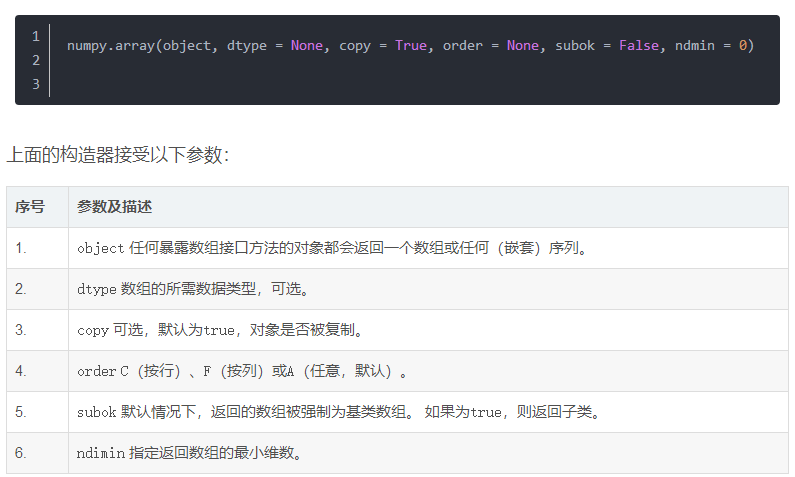 1
numpy.array(object, dtype = None, copy = True, order = None, subok = False, ndmin = 0)
2
3
上面的构造器接受以下参数：
序号 参数及描述
1. object 任何暴露数组接口方法的对象都会返回一个数组或任何（嵌套）序列。
2. dtype 数组的所需数据类型，可选。
3. copy 可选，默认为true，对象是否被复制。
4. order C（按行）、F（按列）或A（任意，默认）。
5. subok 默认情况下，返回的数组被强制为基类数组。 如果为true，则返回子类。
6. ndimin 指定返回数组的最小维数。